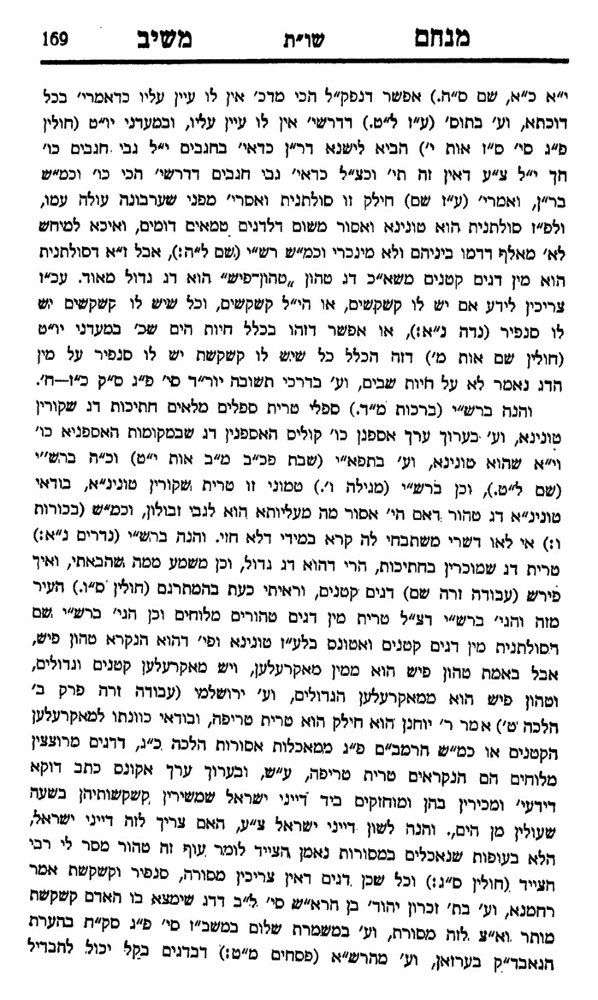 מנחם שו״ת משיב 169
י״א כ״א, שם ס״ח.) אפשר דנפק״ל הכי מדכ׳ אין לו עיין עליו כדאמרי׳ בכל
דוכתא, וע׳ בתוס׳ (ע״ז ל״ט.) דדרשי׳ אין לו עיין עליו, ובמעדני יו״ט (חולין
פ״ג סי׳ ס״ז אות י׳) הביא לישנא דר״ן כדאי׳ בחגבים י״ל גבי חגבים כו׳
הך י״ל צ״ע דאין זה תי׳ וכצ״ל כדאי׳ גבי חגבים דדרשי׳ הכי כו׳ וכמ״ש
בר״ן, ואמרי׳ (ע״ז שם) חילק זו סולתנית ואסרי׳ מפני שערבונה עולה עמו,
ולפ״ז סולתנית הוא טונינא ואסור משום דלדגים טמאים דומים, ואיכא למיחש
לא׳ מאלף דדמו ביניהם ולא מינכרי וכמ״ש רש״י (שם ל״ה:), אבל ז״א דסולתנית
הוא מין דגים קטנים משא״כ דג טהון „טהון־פיש״ הוא דג גדול מאוד. עכ״ז
צריכין לידע אם יש לו קשקשים, או הי״ל קשקשים, וכל שיש לו קשקשים יש
לו סנפיר (נדה נ״א:), או אפשר דזהו בכלל חיות הים שכ׳ במעדני יו״ט
(חולין שם אות מ׳) דזה הכלל כל שיש לו קשקשת יש לו סנפיר על מין
הדג נאמר לא על חיות שבים, וע׳ בדרכי תשובה יור״ד סי׳ פ״ג ס״ק כ״ז—ח׳.
והנה ברש״י (ברכות מ״ד.) ספלי טרית ספלים מלאים חתיכות דג שקורין
טונינא, וע׳ בערוך ערך אספנן כו׳ קולים האספנין דג שבמקומות האספניא כו׳
וי״א שהוא טונינא, וע׳ בתפא״י (שבת פכ״ב מ״ב אות י״ט) וכ״ה ברש״י
(שם ל״ט.), וכן ברש״י (מגילה ו׳.) טמוני זו טרית שקורין טונינ״א, בודאי
טונינ״א דג טהור דאם הי׳ אסור מה מעליותא הוא לגבי זבולון, וכמ״ש (בכורות
ו:) אי לאו דשרי משתבחי לה קרא במידי דלא חזי. והנה ברש״י (נדרים נ״א:)
טרית דג שמוכרין בחתיכות, הרי דהוא דג גדול, וכן משמע ממה שהבאתי, ואיך
פירש (עבודה זרה שם) דגים קטנים, וראיתי כעת בהמתרגם (חולין ס״ו.) העיר
מזה והגי׳ ברש״י דצ״ל טרית מין דגים טהורים מלוחים וכן הגי׳ ברש״י שם
הסולתנית מין דגים קטנים ואטונס בלע״ז טונינא ופי׳ דהוא הנקרא טהון פיש,
אבל באמת טהון פיש הוא ממין מאקרעלען, ויש מאקרעלען קטנים וגדולים,
וטהון פיש הוא ממאקרעלען הגדולים, וע׳ ירושלמי (עבודה זרה פרק ב׳
הלכה ט׳) אמר ר׳ יוחנן הוא חילק הוא טרית טריפה, ובודאי כוונתו למאקרעלען
הקטנים או כמ״ש הרמב״ם פ״ג ממאכלות אסורות הלכה כ״ג, דדגים מרוצצין
מלוחים הם הנקראים טרית טריפה, ע״ש, ובערוך ערך אקונס כתב דוקא
דידעי׳ ומכירין בהן ומוחזקים ביד דייני ישראל שמשירין קשקשותיהן בשעה
שעולין מן הים,. והנה לשון דייני ישראל צ״ע, האם צריך לזה דייני ישראל,
הלא בעופות שנאכלים במסורות נאמן הצייד לומר עוף זה טהור מסר לי רבי
הצייד (חולין ס״ג:) וכל שכן דגים דאין צריכין מסורה, סנפיר וקשקשת אמר
רחמנא, וע׳ בת׳ זכרון יהוד׳ בן הרא״ש סי׳ ל״ב דדג שימצא בו האדם קשקשת
מותר וא״צ לזה מסורת, וע׳ במשמרת שלום במשב״ז סי׳ פ״ג סק״ח בהערת
הגאבד״ק בערזאן, וע׳ מהרש״א (פסחים מ״ט:) דבדגים בקל יכול להבדיל